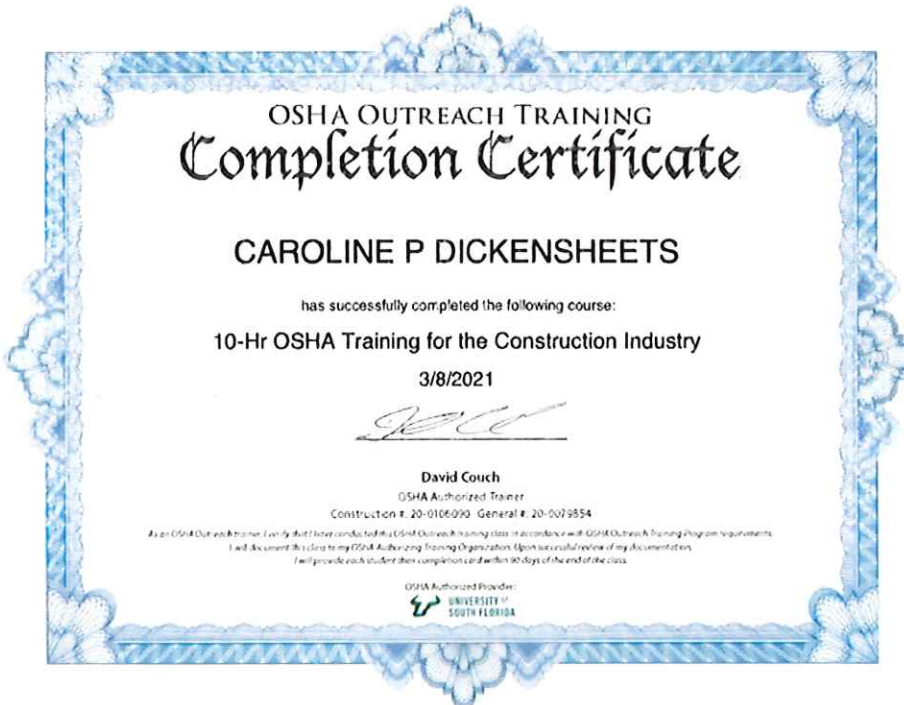 OSHA OUTREACH TRAINING
Completion Certificate
CAROLINE P DICKENSHEETS
has successfully completed the following course:
10-Hr OSHA Training for the Construction Industry
3/8/2021
David Couch
OSHA Authorized Trainer
Construction #: 20-0106090 General #: 20-0079854
As an OSHA Outreach trainer, I verify that I have conducted this OSHA Outreach training class in accordance with OSHA Outreach Training Program requirements.
I will document this class to my OSHA Authorizing Training Organization. Upon successful review of my documentation,
I will provide each student their completion card within 90 days of the end of the class.
OSHA Authorized Provider:
UNIVERSITY of
SOUTH FLORIDA